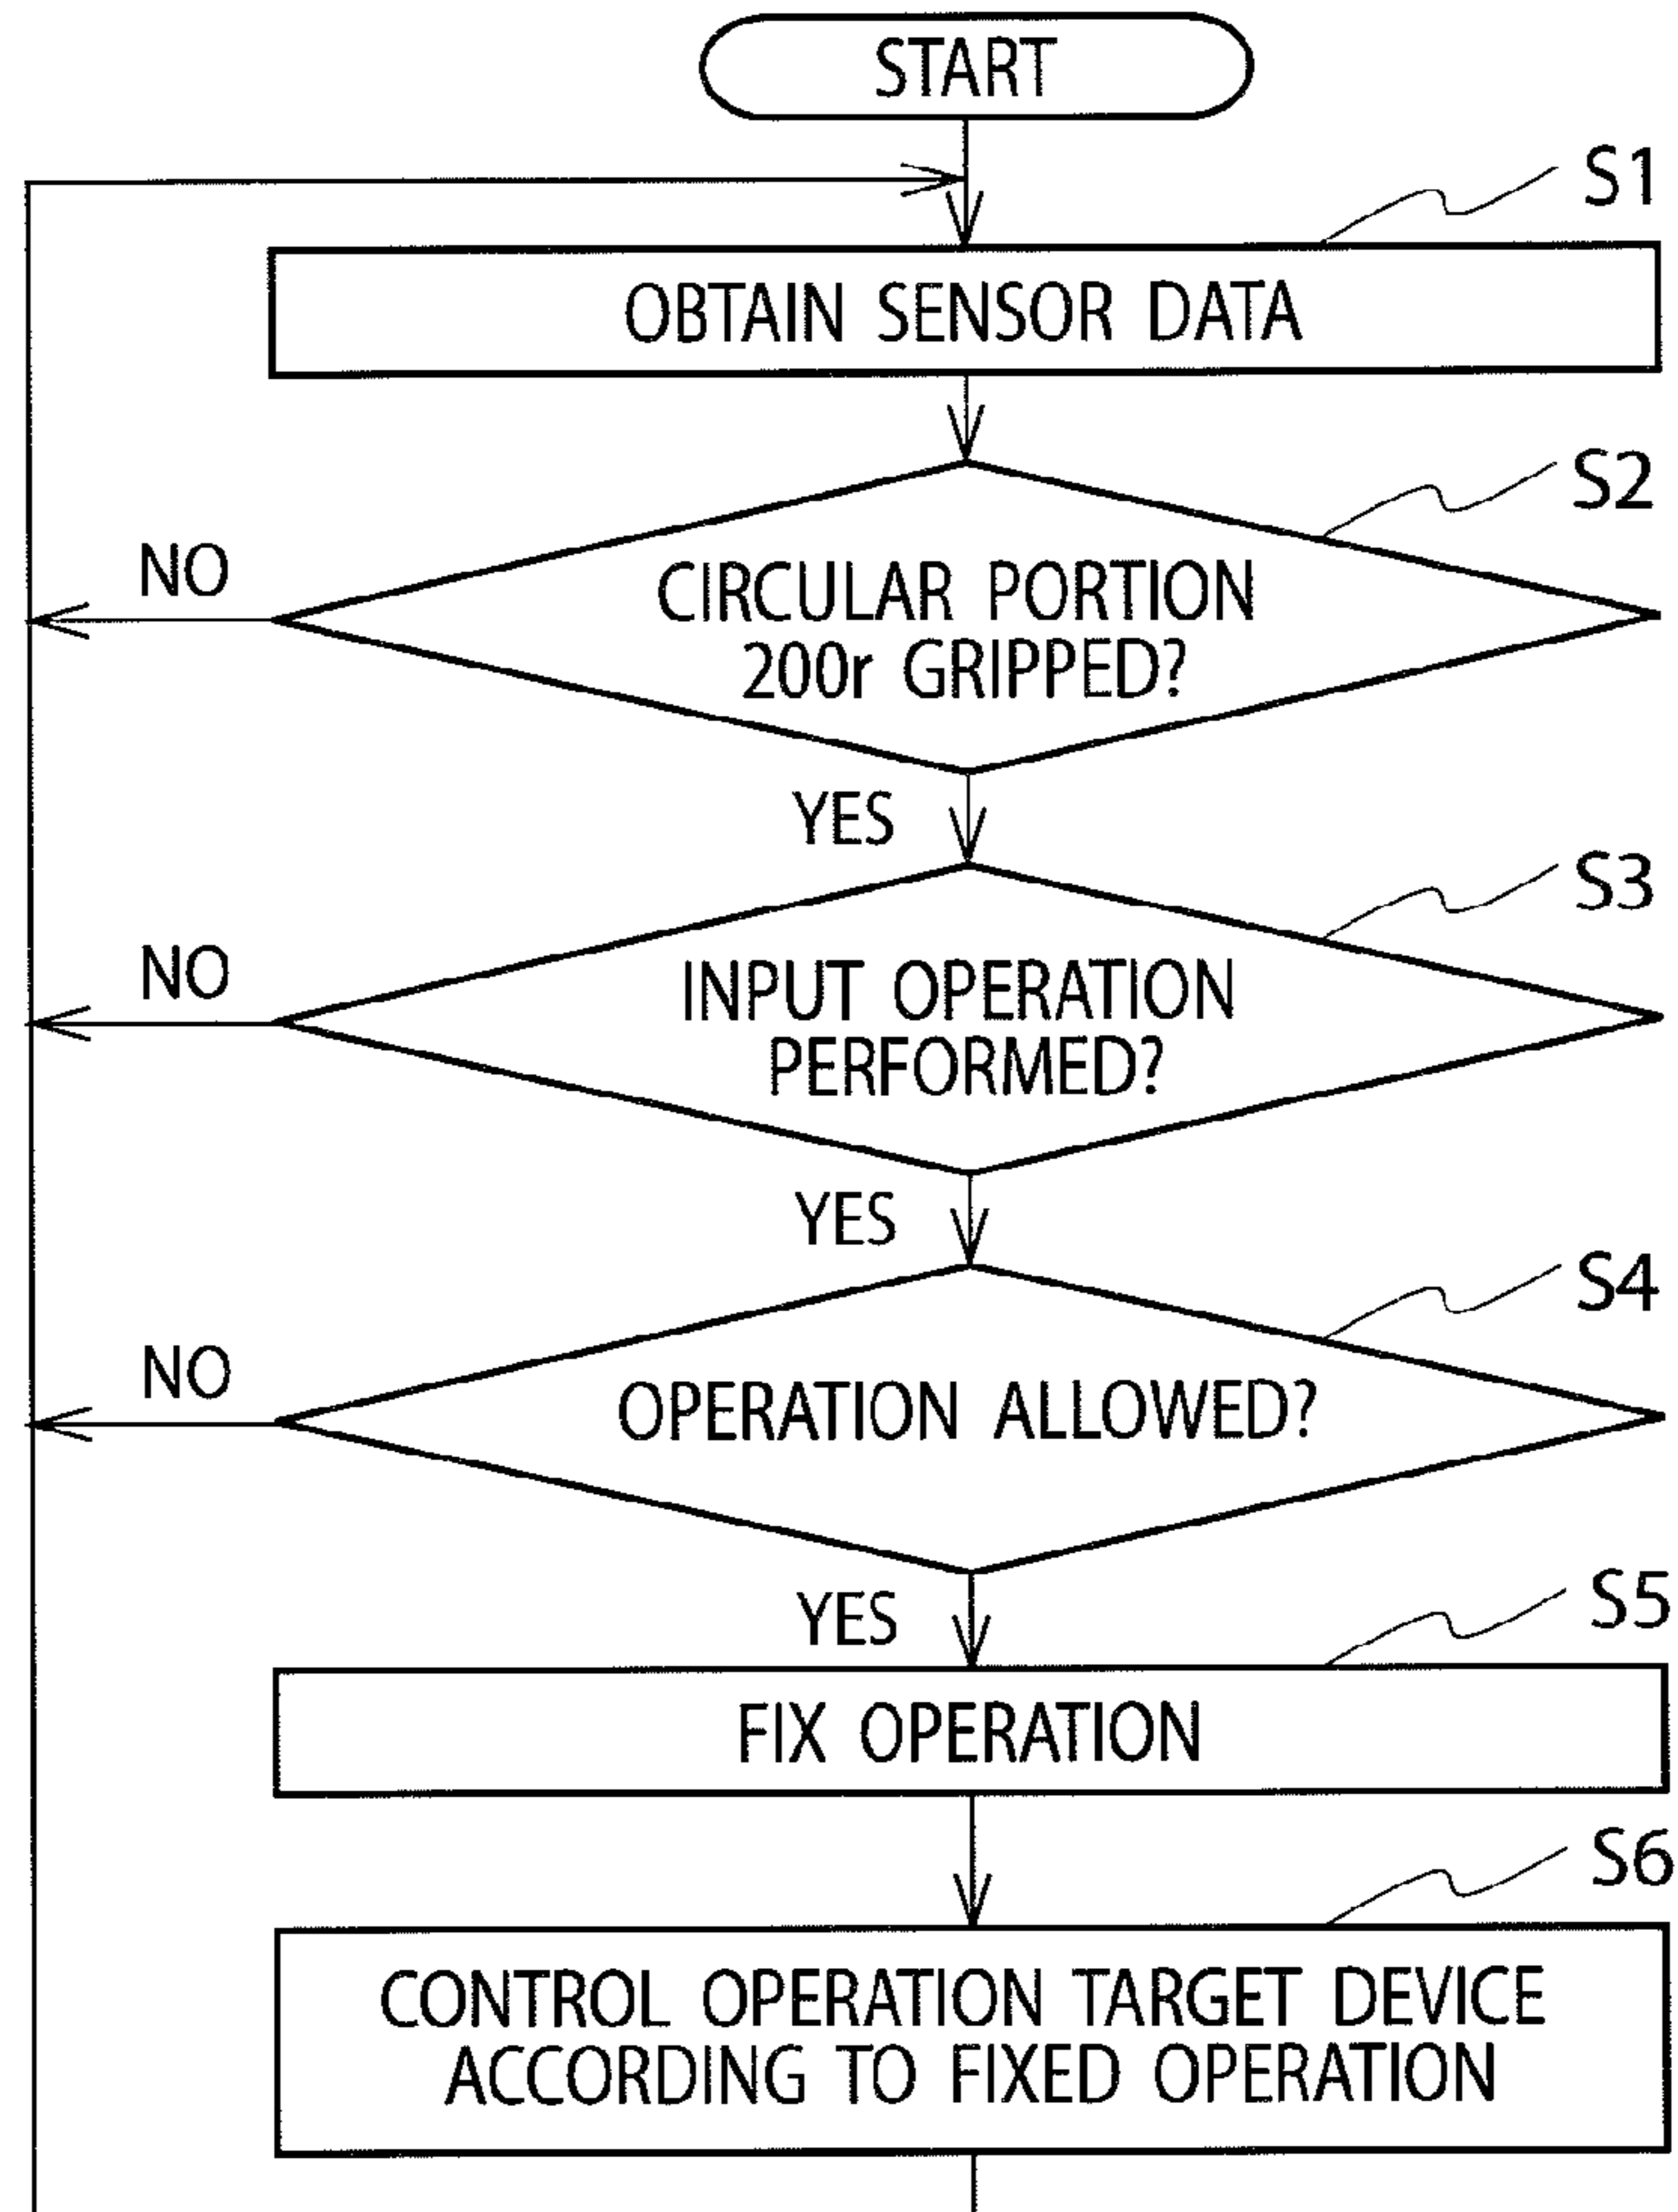 START
S1
OBTAIN SENSOR DATA
S2
NO
CIRCULAR PORTION
200r GRIPPED?
YES
S3
NO
INPUT OPERATION
PERFORMED?
YES
S4
NO
OPERATION ALLOWED?
YES
S5
FIX OPERATION
S6
CONTROL OPERATION TARGET DEVICE
ACCORDING TO FIXED OPERATION